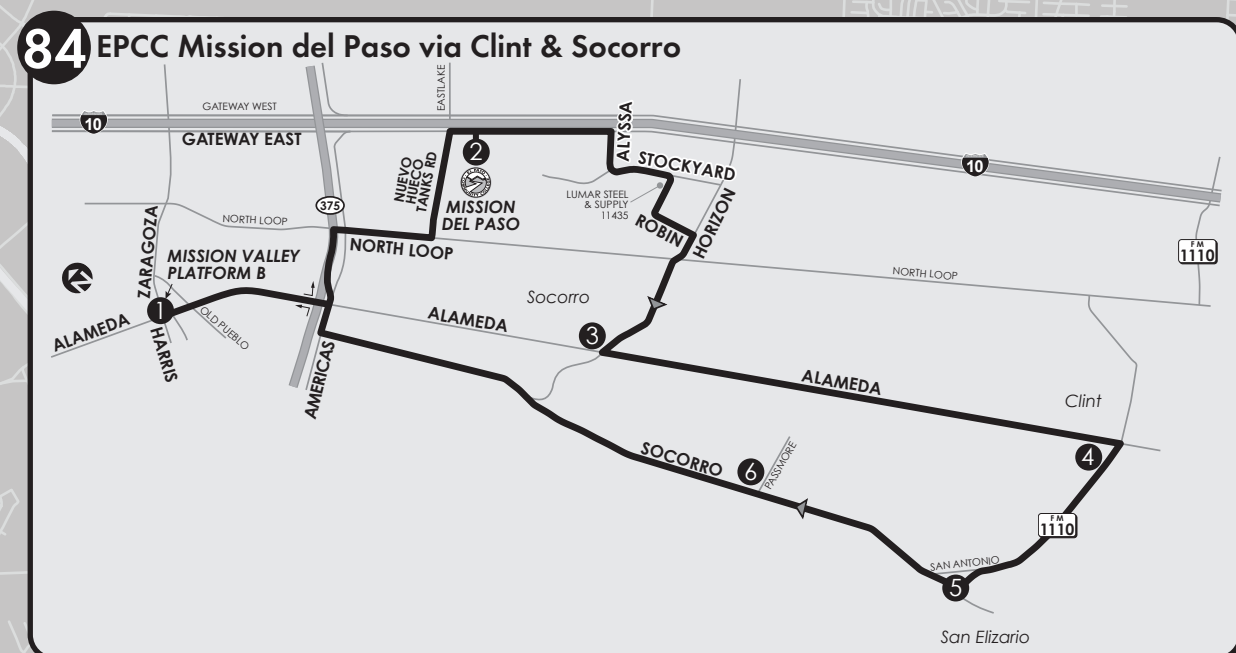 84 EPCC Mission del Paso via Clint & Socorro
EASTLAKE
GATEWAY WEST
10
GATEWAY EAST
ALYSSA
2
STOCKYARD
10
NUEVO
HUECO
TANKS RD
LUMAR STEEL
& SUPPLY
11435
375
MISSION
DEL PASO
ROBIN
HORIZON
ZARAGOZA
NORTH LOOP
NORTH LOOP
FM
1110
MISSION VALLEY
PLATFORM B
NORTH LOOP
Socorro
1
OLD PUEBLO
ALAMEDA
ALAMEDA
3
HARRIS
AMERICAS
ALAMEDA
Clint
SOCORRO
6
PASSMORE
4
FM
1110
SAN ANTONIO
5
San Elizario